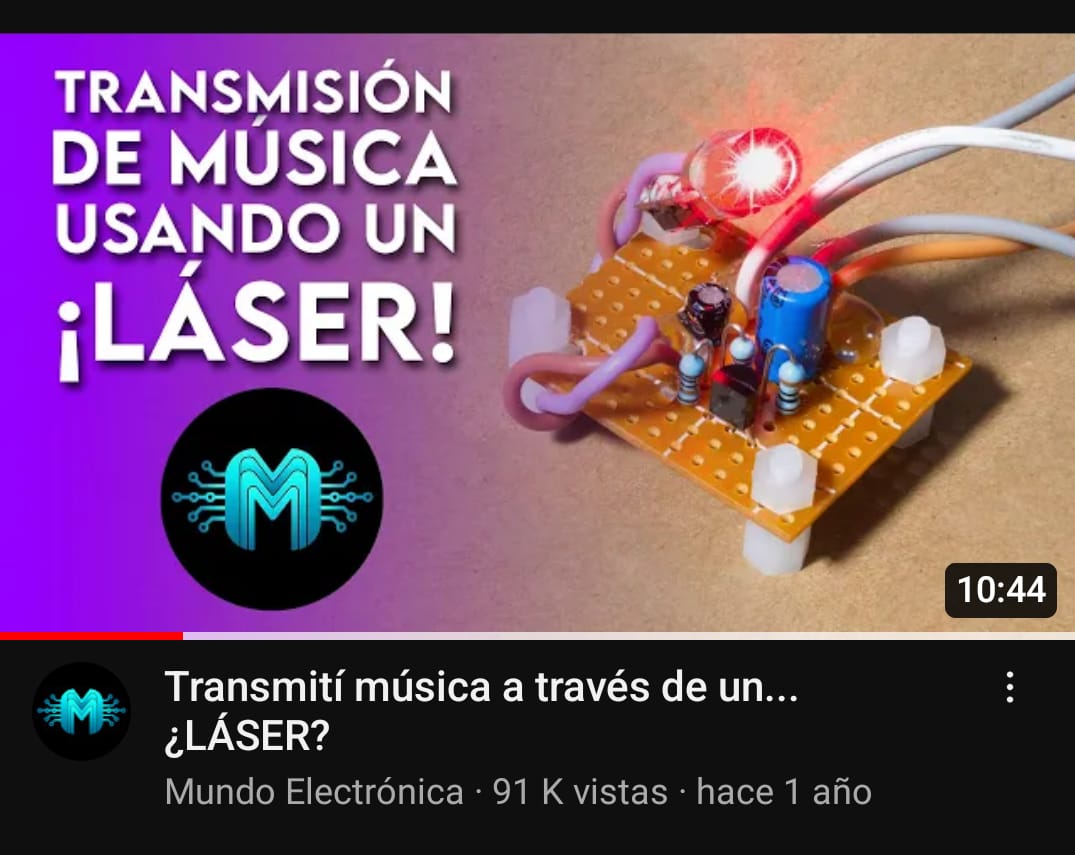 TRANSMISIÓN
DE MÚSICA
USANDO UN
¡LÁSER!
M
10:44
M
Transmití música a través de un...
¿LÁSER?
Mundo Electrónica · 91 K vistas · hace 1 año